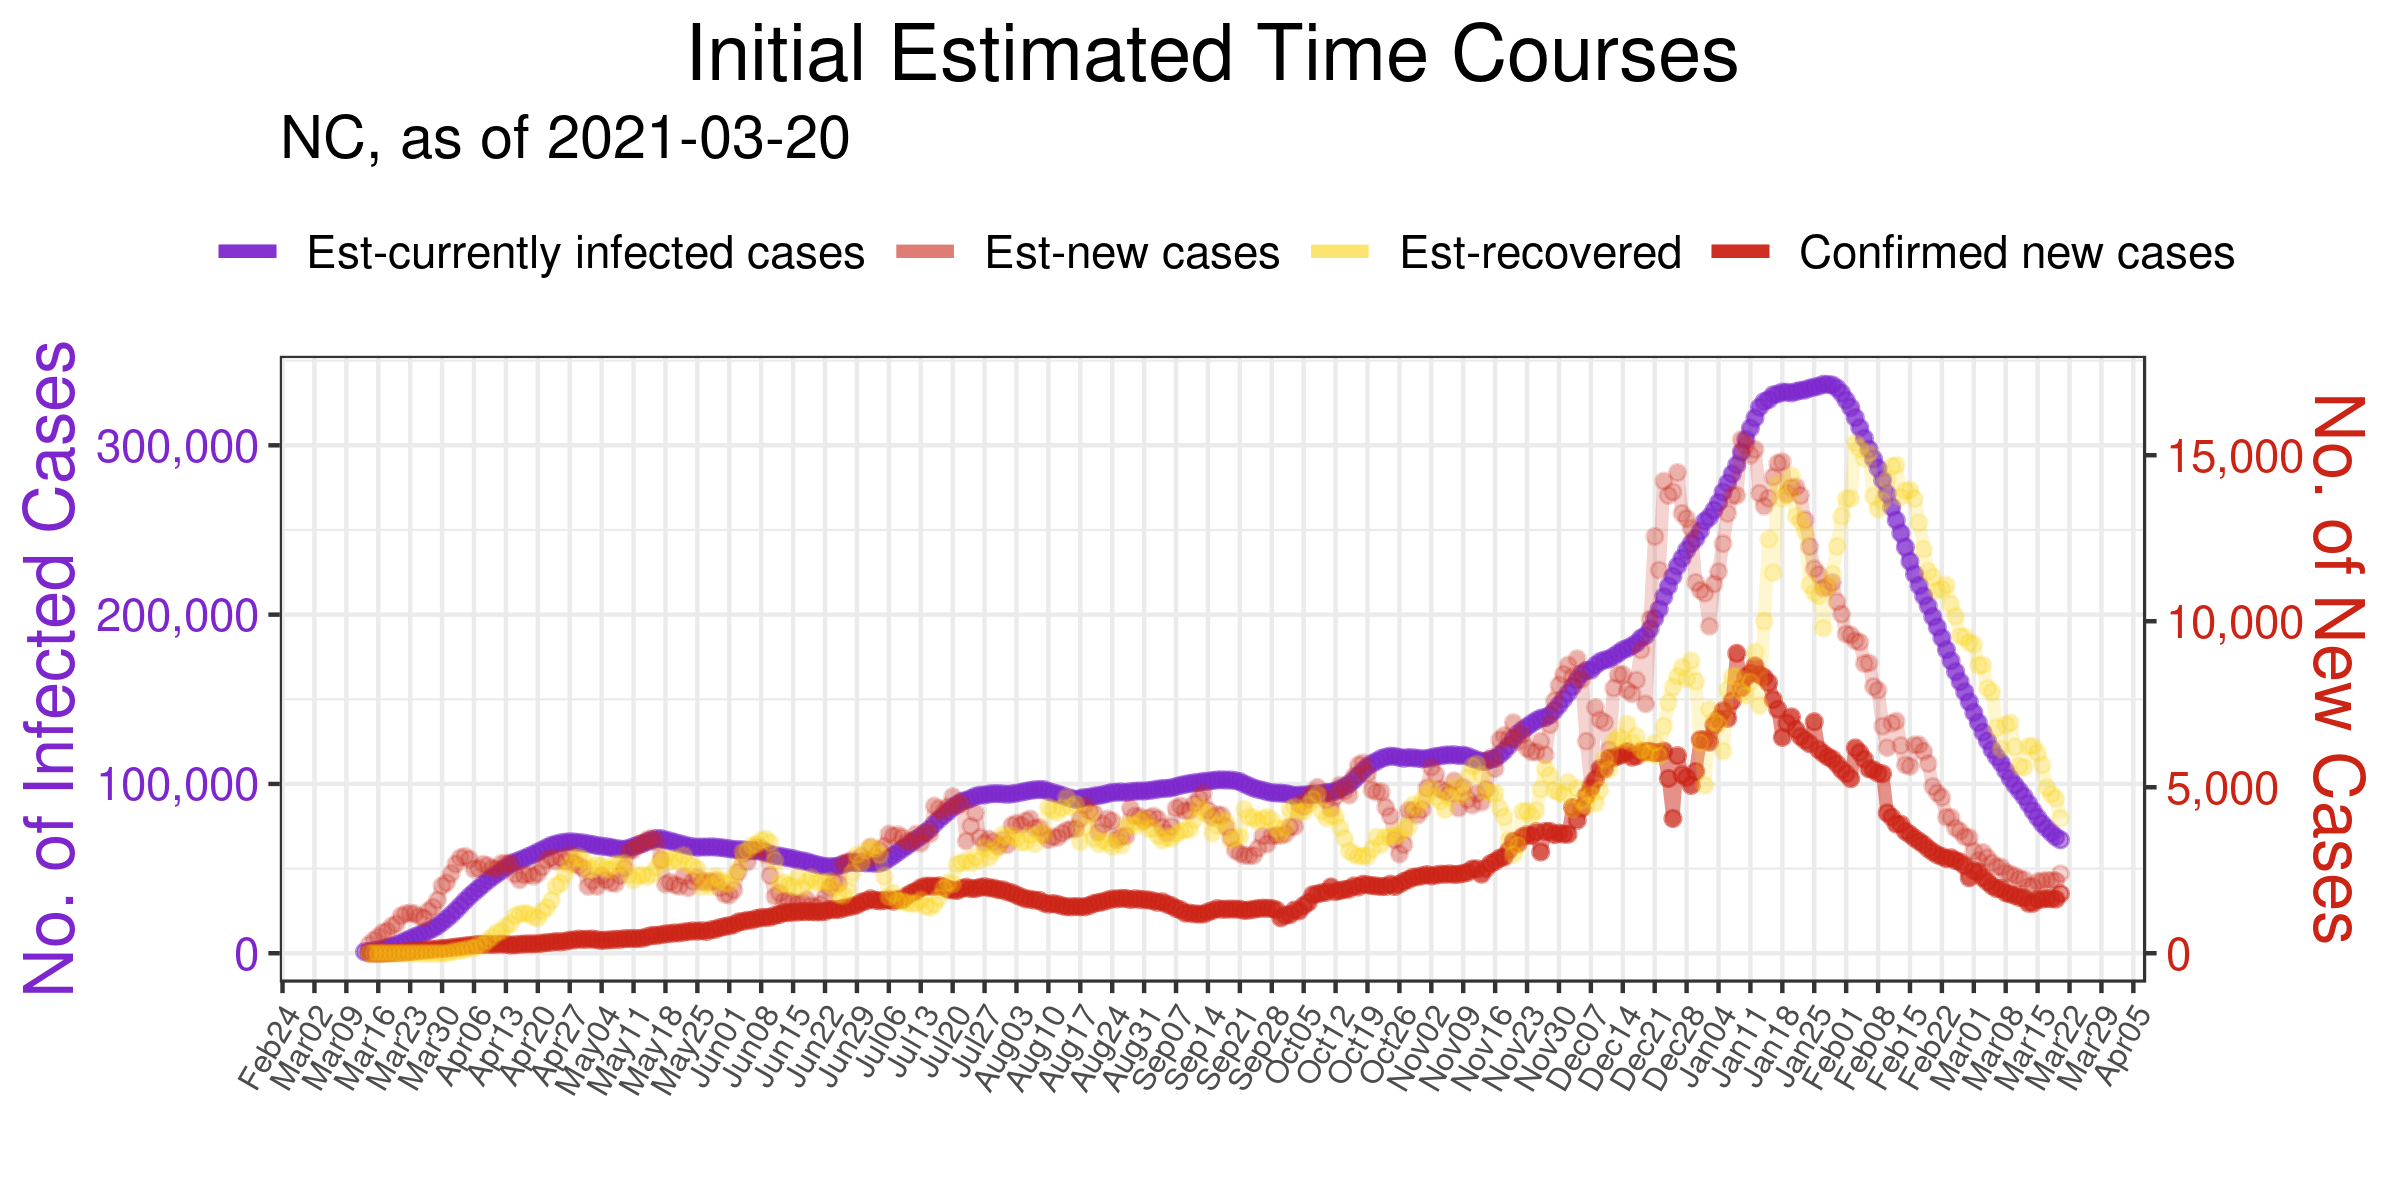 Initial Estimated Time Courses
NC, as of 2021-03-20
Est-currently infected cases Est-new cases Est-recovered Confirmed new cases
No. of Infected Cases
300,000
200,000
100,000
0
15,000
10,000
5,000
0
No. of New Cases
Feb24 Mar02 Mar09 Mar16 Mar23 Mar30 Apr06 Apr13 Apr20 Apr27 May04 May11 May18 May25 Jun01 Jun08 Jun15 Jun22 Jun29 Jul06 Jul13 Jul20 Jul27 Aug03 Aug10 Aug17 Aug24 Aug31 Sep07 Sep14 Sep21 Sep28 Oct05 Oct12 Oct19 Oct26 Nov02 Nov09 Nov16 Nov23 Nov30 Dec07 Dec14 Dec21 Dec28 Jan04 Jan11 Jan18 Jan25 Feb01 Feb08 Feb15 Feb22 Mar01 Mar08 Mar15 Mar22 Mar29 Apr05